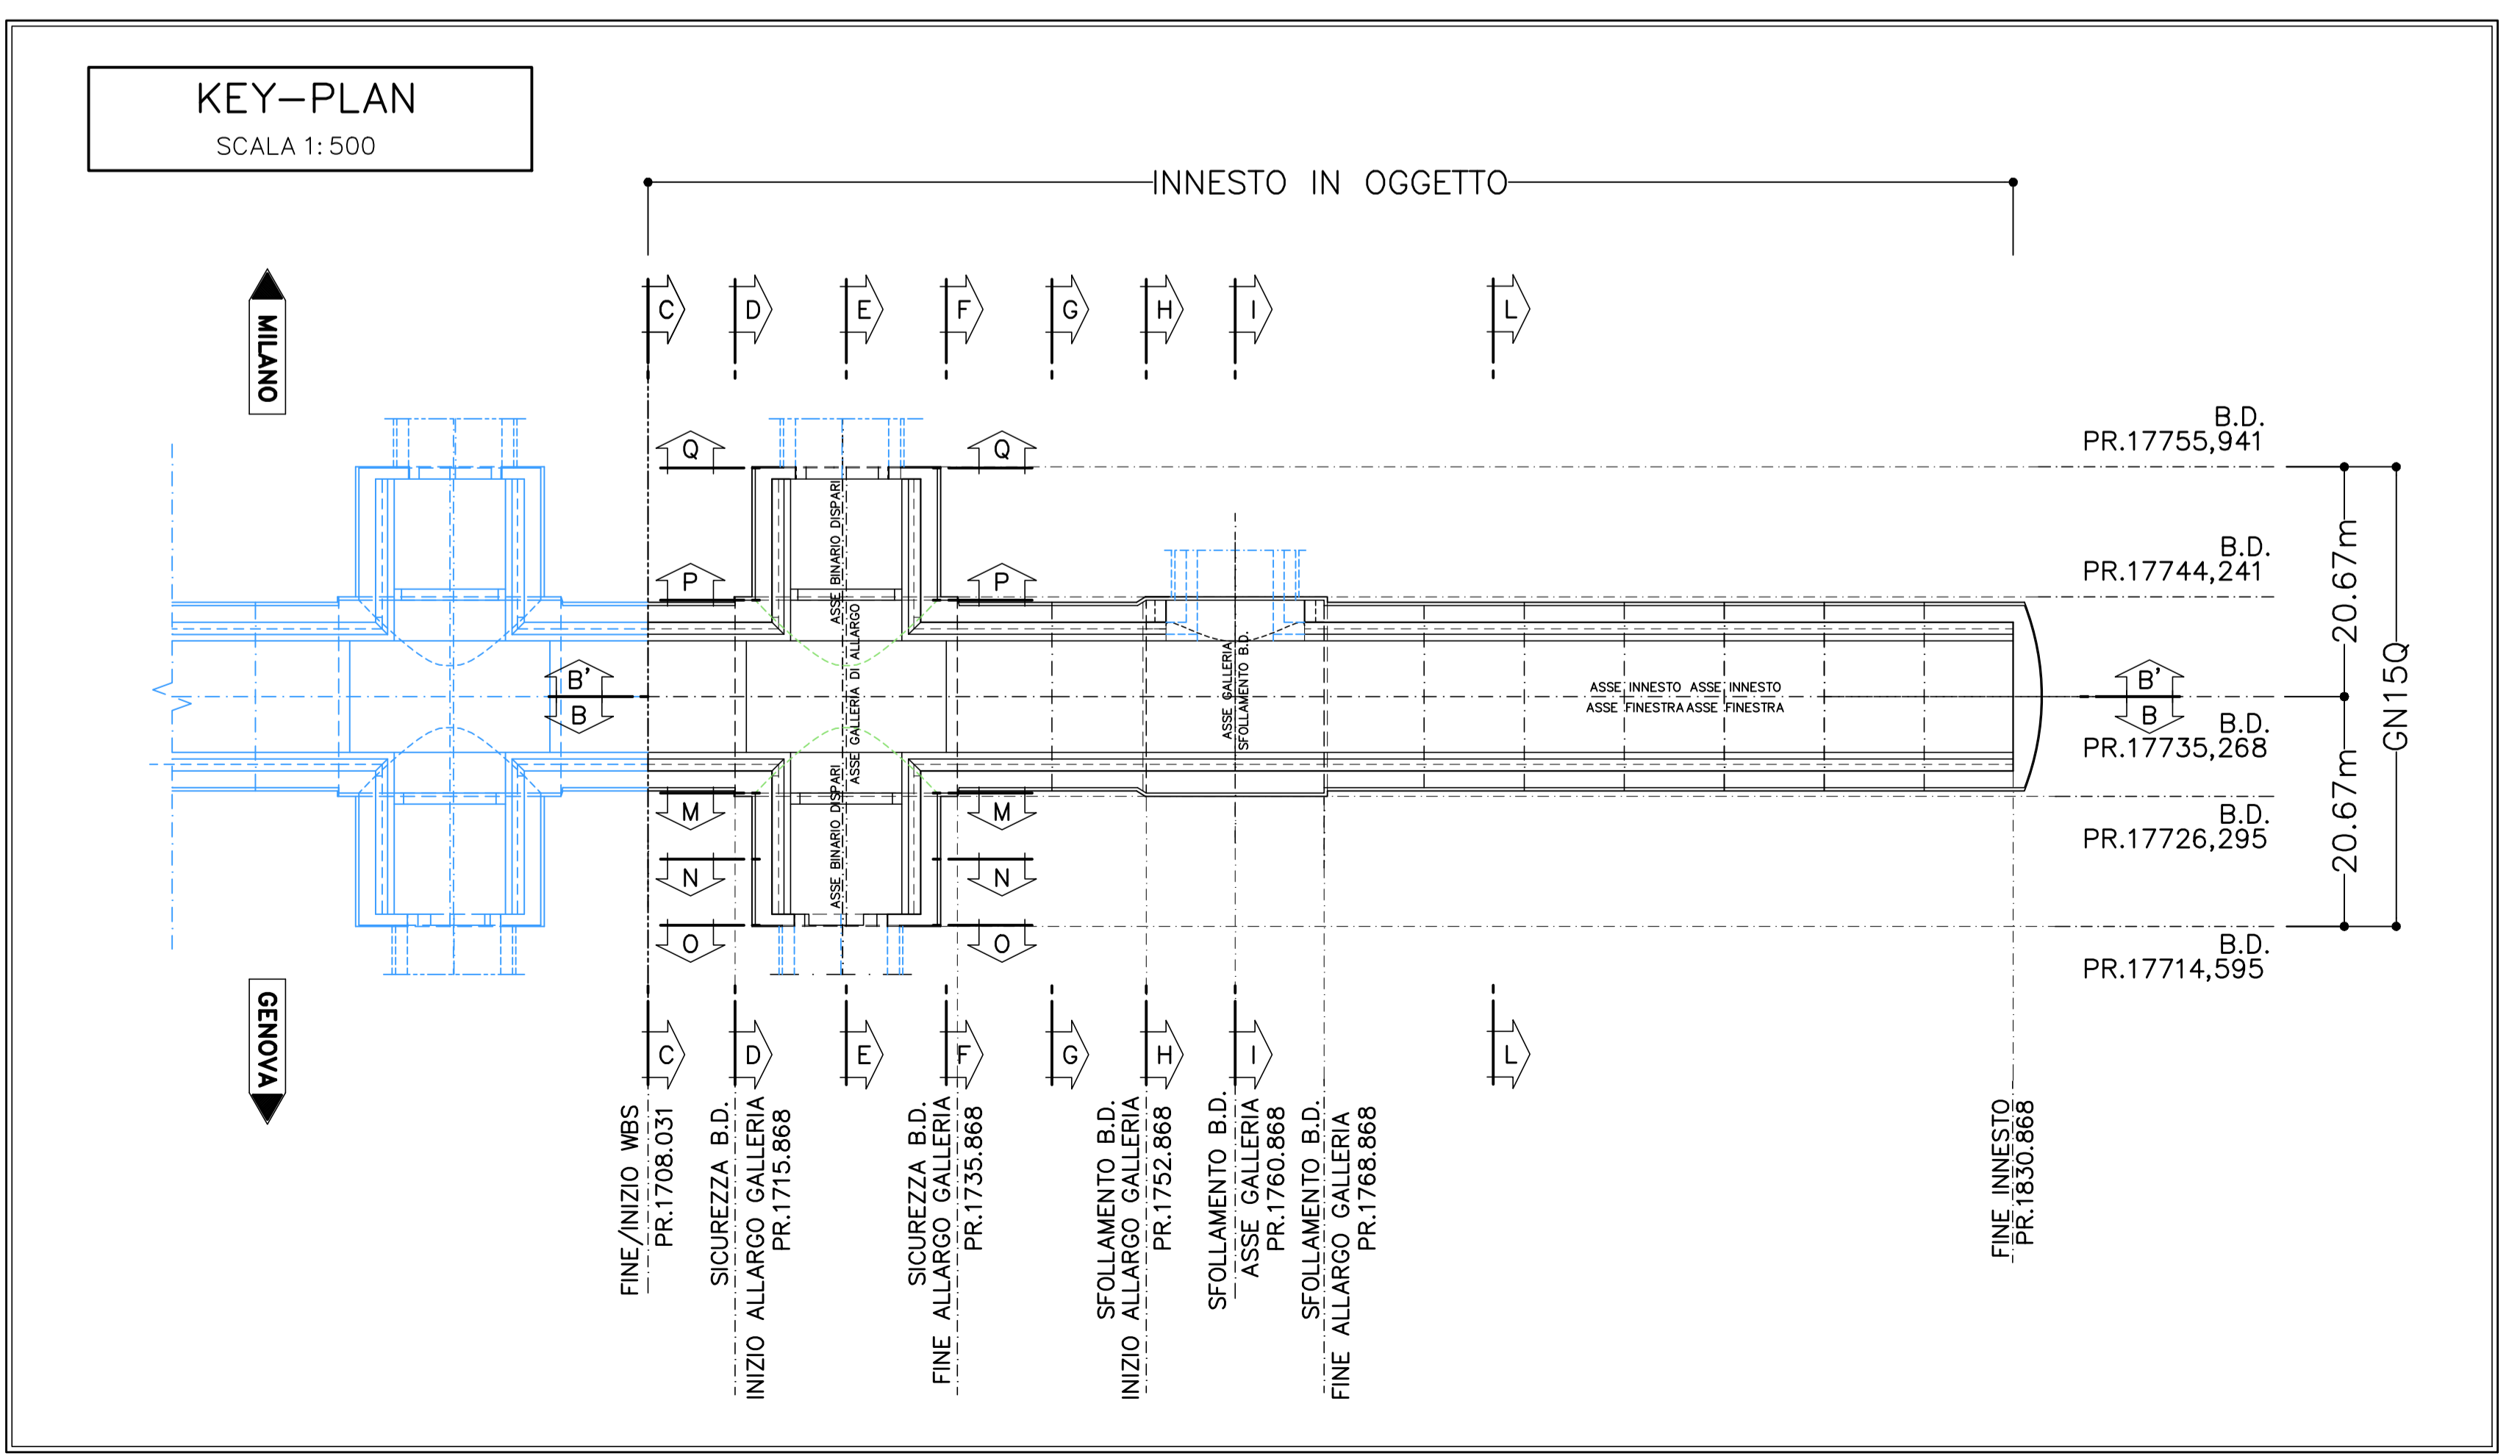 KEY-PLAN
SCALA 1:500
INNESTO IN OGGETTO
MILANO
C
D
E
F
G
H
I
L
B.D.
PR.17755,941
Q
Q
B.D.
PR.17744,241
P
P
20.67m
ASSE BINARIO DISPARI
ASSE GALLERIA DI ALLARGO
ASSE GALLERIA
SFOLLAMENTO B.D.
B'
B
ASSE INNESTO ASSE INNESTO
ASSE FINESTRA ASSE FINESTRA
B'
B
GN15Q
B.D.
PR.17735,268
ASSE BINARIO DISPARI
M
M
B.D.
PR.17726,295
20.67m
N
N
O
O
B.D.
PR.17714,595
GENOVA
C
D
E
F
G
H
I
L
FINE/INIZIO WBS
PR.1708.031
SICUREZZA B.D.
INIZIO ALLARGO GALLERIA
PR.1715.868
SICUREZZA B.D.
FINE ALLARGO GALLERIA
PR.1735.868
SFOLLAMENTO B.D.
INIZIO ALLARGO GALLERIA
PR.1752.868
SFOLLAMENTO B.D.
ASSE GALLERIA
PR.1760.868
SFOLLAMENTO B.D.
FINE ALLARGO GALLERIA
PR.1768.868
FINE INNESTO
PR.1830.868